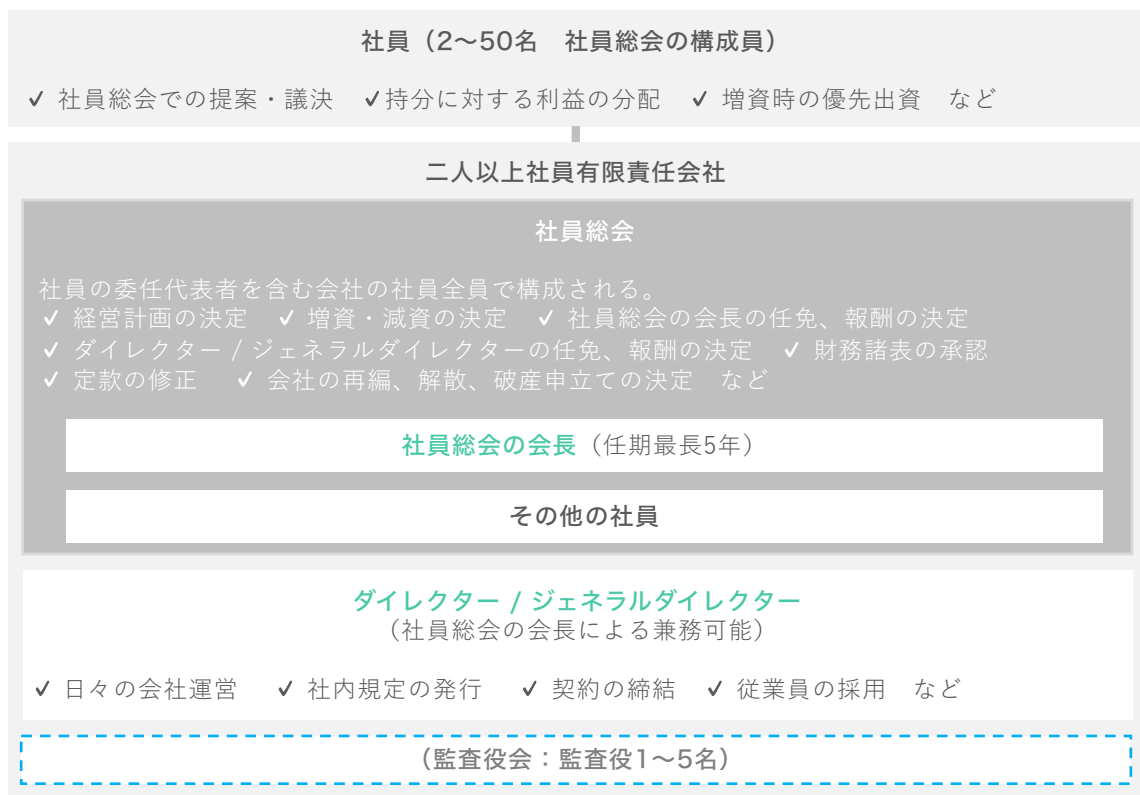 社員（2〜50名　社員総会の構成員）
✓ 社員総会での提案・議決　✓持分に対する利益の分配　✓ 増資時の優先出資　など
二人以上社員有限責任会社
社員総会
社員の委任代表者を含む会社の社員全員で構成される。
✓ 経営計画の決定　✓ 増資・減資の決定　✓ 社員総会の会長の任免、報酬の決定
✓ ダイレクター / ジェネラルダイレクターの任免、報酬の決定　✓ 財務諸表の承認
✓ 定款の修正　✓ 会社の再編、解散、破産申立ての決定　など
社員総会の会長（任期最長5年）
その他の社員
ダイレクター / ジェネラルダイレクター
（社員総会の会長による兼務可能）
✓ 日々の会社運営　✓ 社内規定の発行　✓ 契約の締結　✓ 従業員の採用　など
（監査役会：監査役1〜5名）